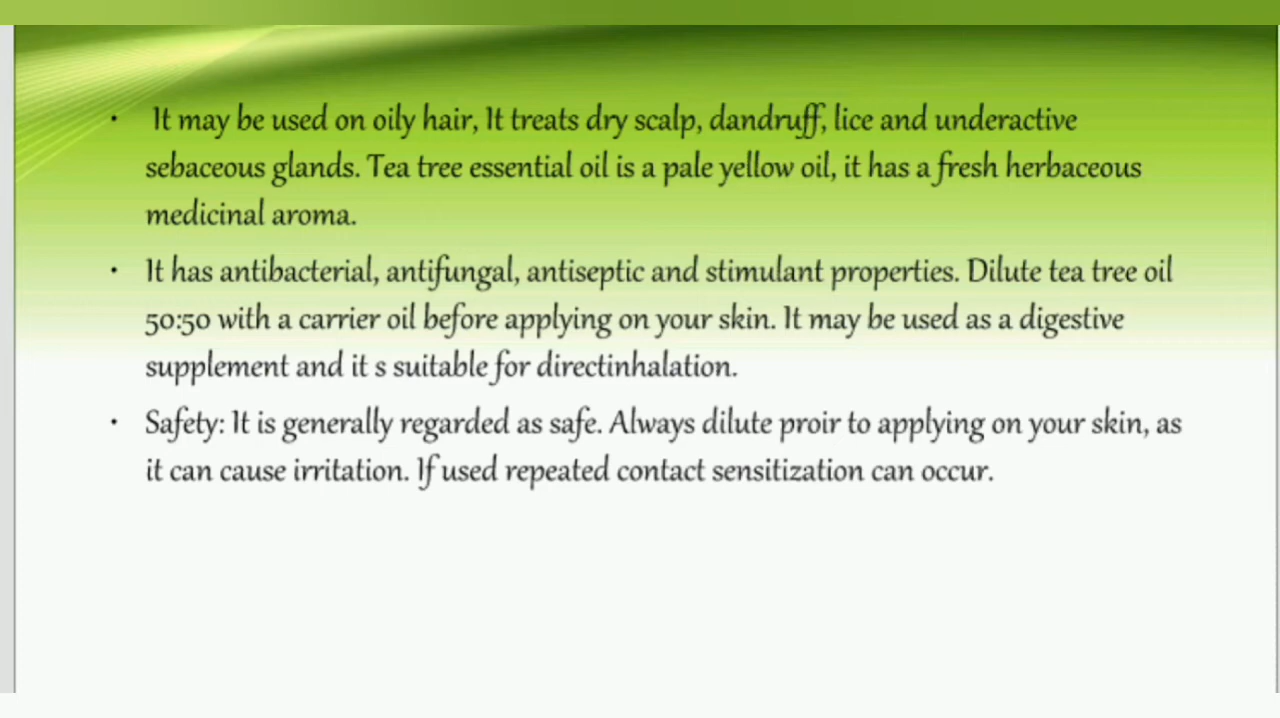 • It may be used on oily hair, It treats dry scalp, dandruff, lice and underactive
sebaceous glands. Tea tree essential oil is a pale yellow oil, it has a fresh herbaceous
medicinal aroma.
• It has antibacterial, antifungal, antiseptic and stimulant properties. Dilute tea tree oil
50:50 with a carrier oil before applying on your skin. It may be used as a digestive
supplement and it s suitable for directinhalation.
• Safety: It is generally regarded as safe. Always dilute proir to applying on your skin, as
it can cause irritation. If used repeated contact sensitization can occur.